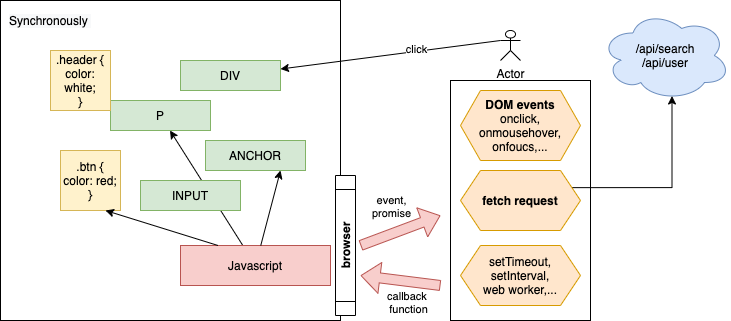 Synchronously
.header {
color:
white;
}
DIV
click
Actor
/api/search
/api/user
P
DOM events
onclick,
onmousehover,
onfoucs,...
.btn {
color: red;
}
ANCHOR
INPUT
browser
event,
promise
fetch request
Javascript
callback
function
setTimeout,
setInterval,
web worker,...